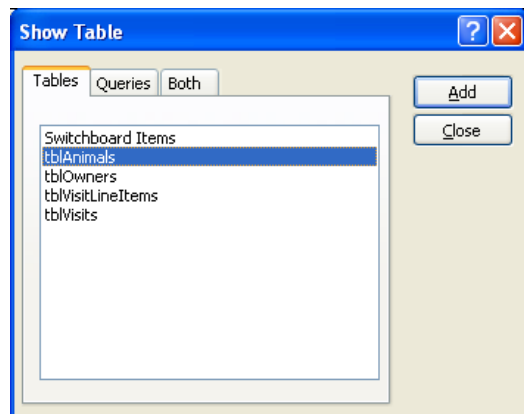 Show Table
?
Tables Queries Both
Add
Close
Switchboard Items
tblAnimals
tblOwners
tblVisitLineItems
tblVisits